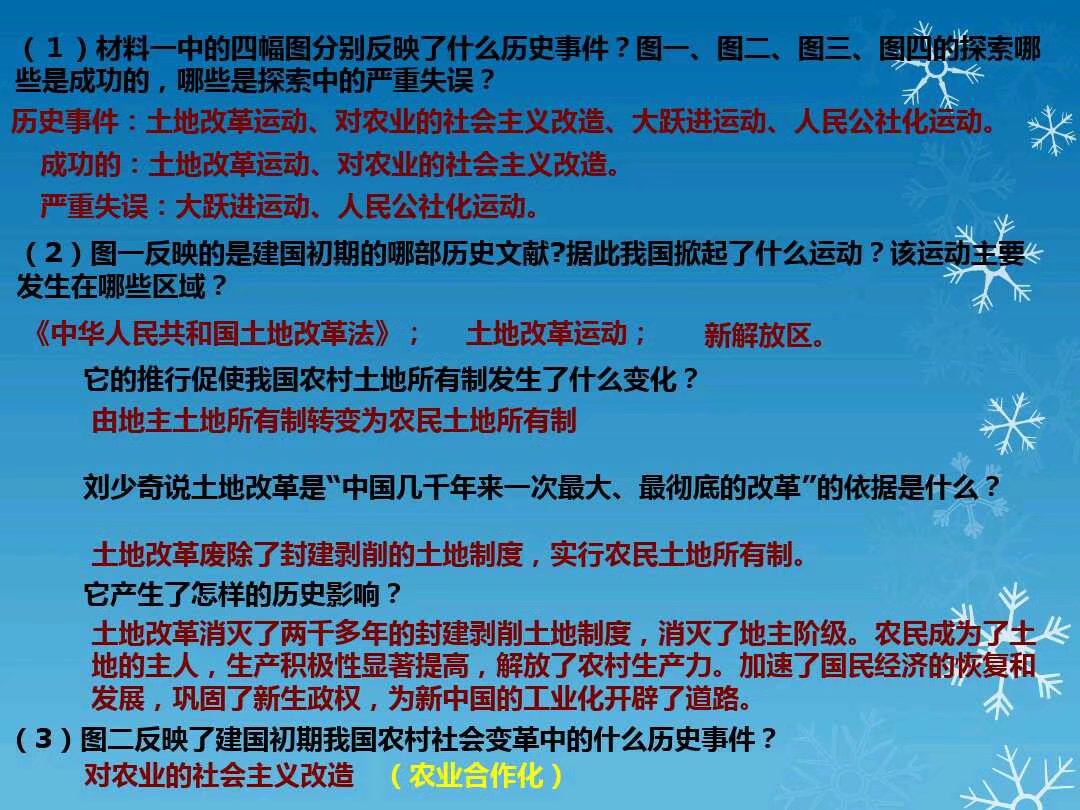 （1）材料一中的四幅图分别反映了什么历史事件？图一、图二、图三、图四的探索哪
些是成功的，哪些是探索中的严重失误？
历史事件：土地改革运动、对农业的社会主义改造、大跃进运动、人民公社化运动。
成功的：土地改革运动、对农业的社会主义改造。
严重失误：大跃进运动、人民公社化运动。
（2）图一反映的是建国初期的哪部历史文献?据此我国掀起了什么运动？该运动主要
发生在哪些区域？
《中华人民共和国土地改革法》； 土地改革运动； 新解放区。
它的推行促使我国农村土地所有制发生了什么变化？
由地主土地所有制转变为农民土地所有制
刘少奇说土地改革是“中国几千年来一次最大、最彻底的改革”的依据是什么？
土地改革废除了封建剥削的土地制度，实行农民土地所有制。
它产生了怎样的历史影响？
土地改革消灭了两千多年的封建剥削土地制度，消灭了地主阶级。农民成为了土
地的主人，生产积极性显著提高，解放了农村生产力。加速了国民经济的恢复和
发展，巩固了新生政权，为新中国的工业化开辟了道路。
（3）图二反映了建国初期我国农村社会变革中的什么历史事件？
对农业的社会主义改造 （农业合作化）